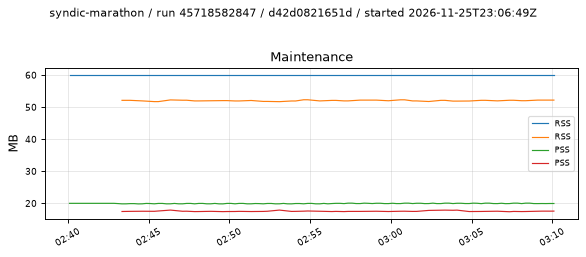 syndic-marathon / run 45718582847 / d42d0821651d / started 2026-11-25T23:06:49Z
Maintenance
MB
60
50
40
30
20
RSS
RSS
PSS
PSS
02:40
02:45
02:50
02:55
03:00
03:05
03:10